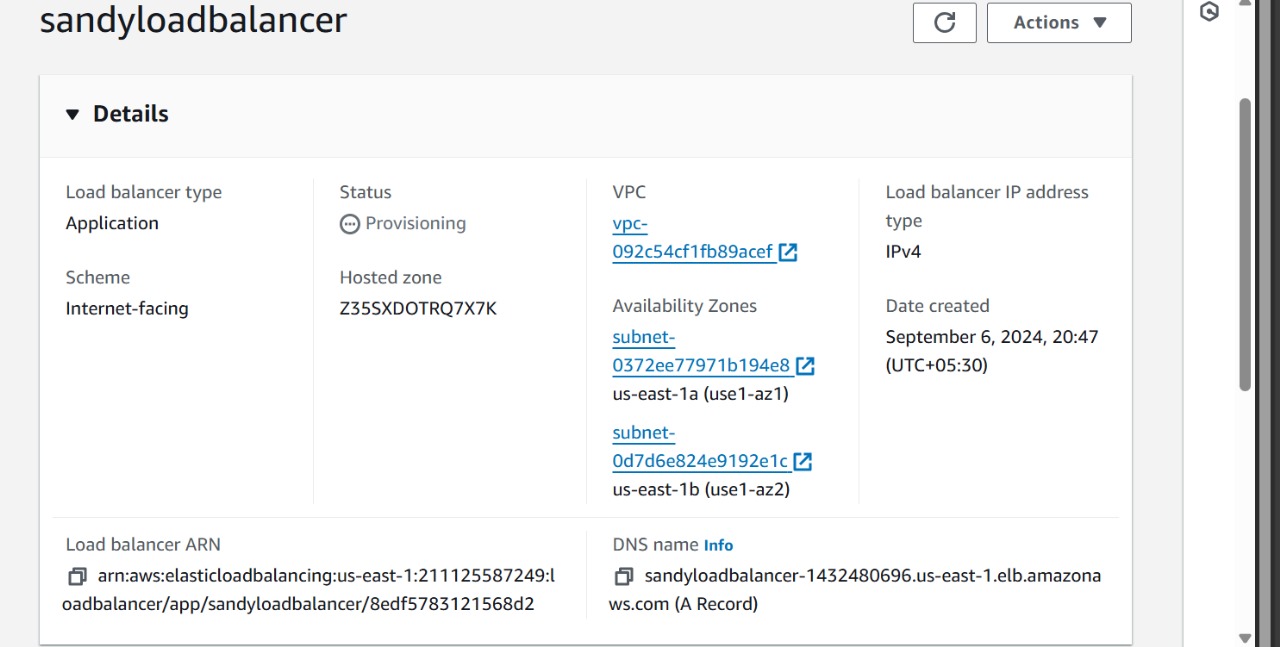 sandyloadbalancer
Actions
Details
Load balancer type
Application
Scheme
Internet-facing
Status
Provisioning
Hosted zone
Z35SXDOTRQ7X7K
VPC
vpc-
092c54cf1fb89acef
Availability Zones
subnet-
0372ee77971b194e8
us-east-1a (use1-az1)
subnet-
0d7d6e824e9192e1c
us-east-1b (use1-az2)
Load balancer IP address
type
IPv4
Date created
September 6, 2024, 20:47
(UTC+05:30)
Load balancer ARN
arn:aws:elasticloadbalancing:us-east-1:211125587249:l
oadbalancer/app/sandyloadbalancer/8edf5783121568d2
DNS name Info
sandyloadbalancer-1432480696.us-east-1.elb.amazona
ws.com (A Record)